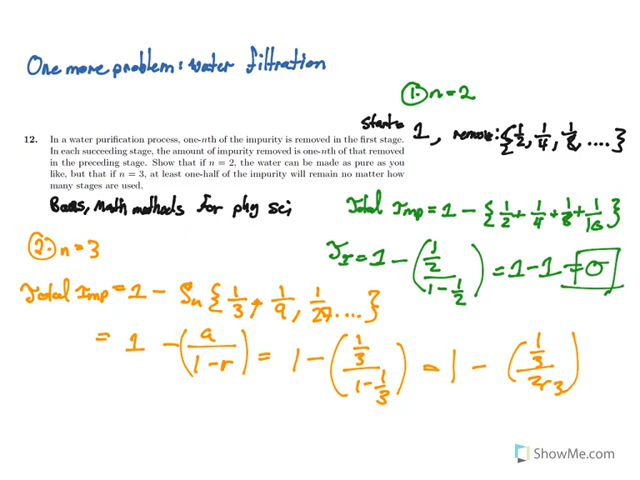 One more problem: water filtration
① n = 2
Start= 1, remove: {1/2, 1/4, 1/8, ....}
12. In a water purification process, one-nth of the impurity is removed in the first stage.
In each succeeding stage, the amount of impurity removed is one-nth of that removed
in the preceding stage. Show that if n = 2, the water can be made as pure as you
like, but that if n = 3, at least one-half of the impurity will remain no matter how
many stages are used.
Boas, Math methods for phy sci
Total Imp = 1 - {1/2 + 1/4 + 1/8 + 1/16}
T_I = 1 - ((1/2)/(1 - 1/2)) = 1 - 1 = 0
② n = 3
Total Imp = 1 - Sn {1/3, 1/9, 1/27 ....}
= 1 - (a/(1-r)) = 1 - ((1/3)/(1 - 1/3)) = 1 - ((1/3)/
ShowMe.com